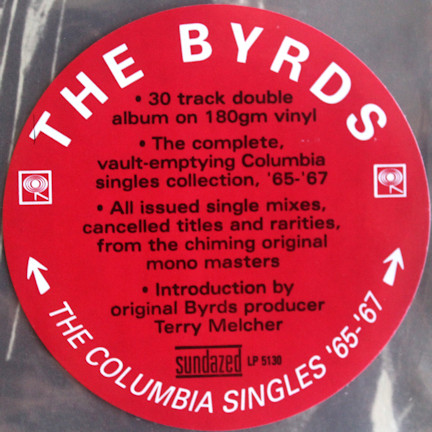 THE BYRDS
• 30 track double
album on 180gm vinyl
• The complete,
vault-emptying Columbia
singles collection, '65-'67
• All issued single mixes,
cancelled titles and rarities,
from the chiming original
mono masters
• Introduction by
original Byrds producer
Terry Melcher
sundazed LP 5130
THE COLUMBIA SINGLES '65-'67